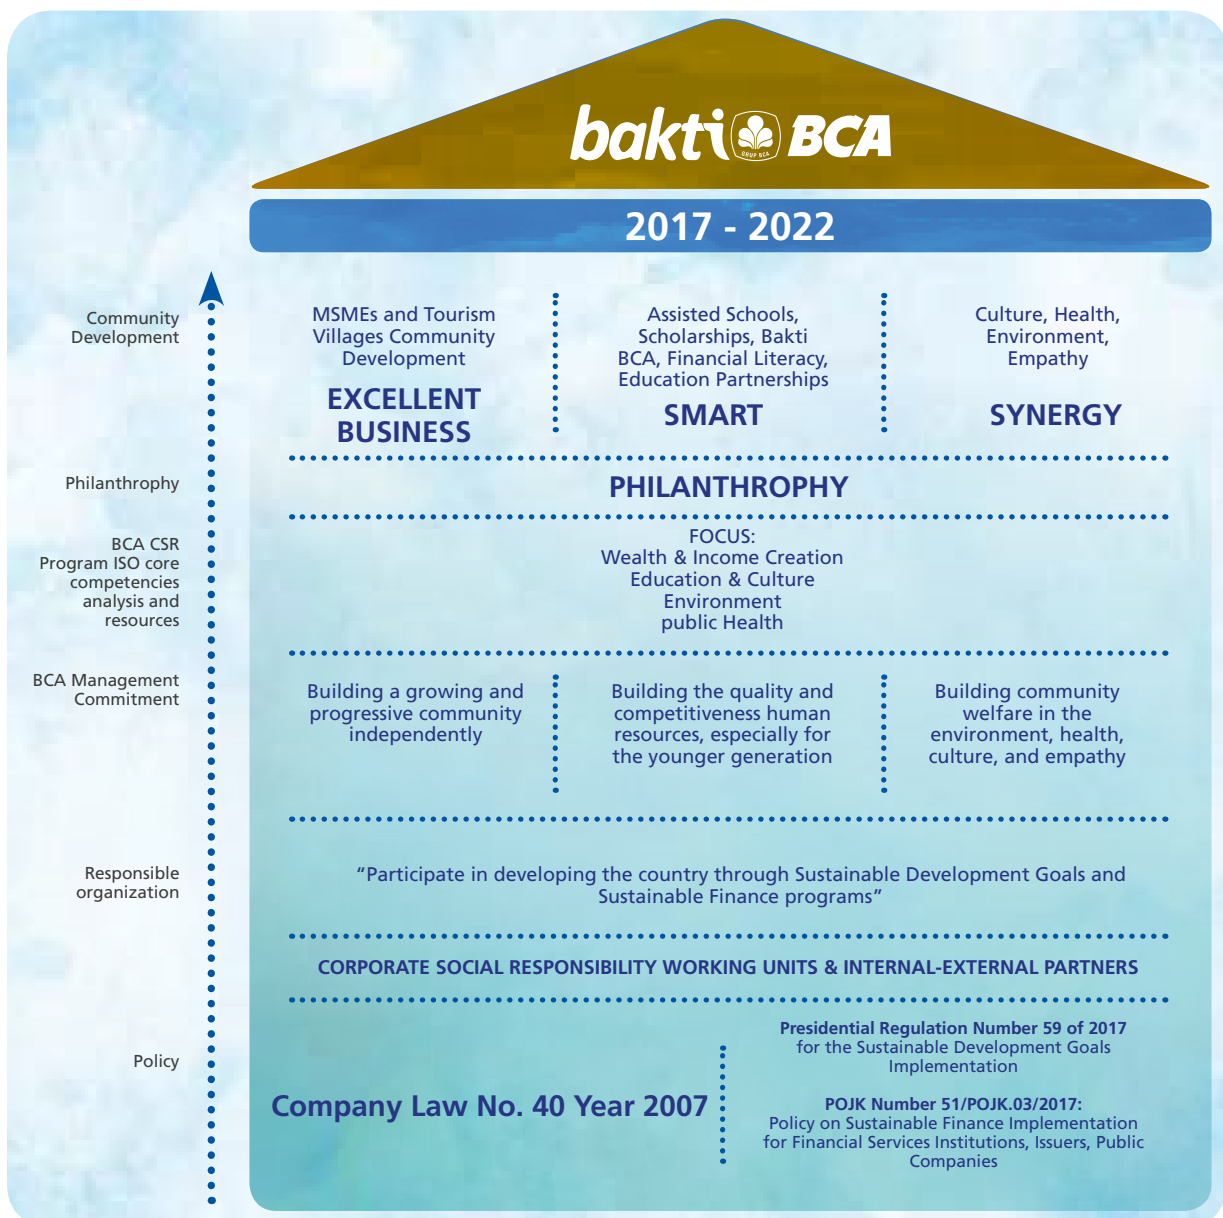 bakti BCA
GRUP BCA
2017 - 2022
Community
Development
MSMEs and Tourism
Villages Community
Development
EXCELLENT
BUSINESS
Assisted Schools,
Scholarships, Bakti
BCA, Financial Literacy,
Education Partnerships
SMART
Culture, Health,
Environment,
Empathy
SYNERGY
Philanthrophy
PHILANTHROPHY
BCA CSR
Program ISO core
competencies
analysis and
resources
FOCUS:
Wealth & Income Creation
Education & Culture
Environment
public Health
BCA Management
Commitment
Building a growing and
progressive community
independently
Building the quality and
competitiveness human
resources, especially for
the younger generation
Building community
welfare in the
environment, health,
culture, and empathy
Responsible
organization
“Participate in developing the country through Sustainable Development Goals and
Sustainable Finance programs”
CORPORATE SOCIAL RESPONSIBILITY WORKING UNITS & INTERNAL-EXTERNAL PARTNERS
Policy
Company Law No. 40 Year 2007
Presidential Regulation Number 59 of 2017
for the Sustainable Development Goals
Implementation
POJK Number 51/POJK.03/2017:
Policy on Sustainable Finance Implementation
for Financial Services Institutions, Issuers, Public
Companies